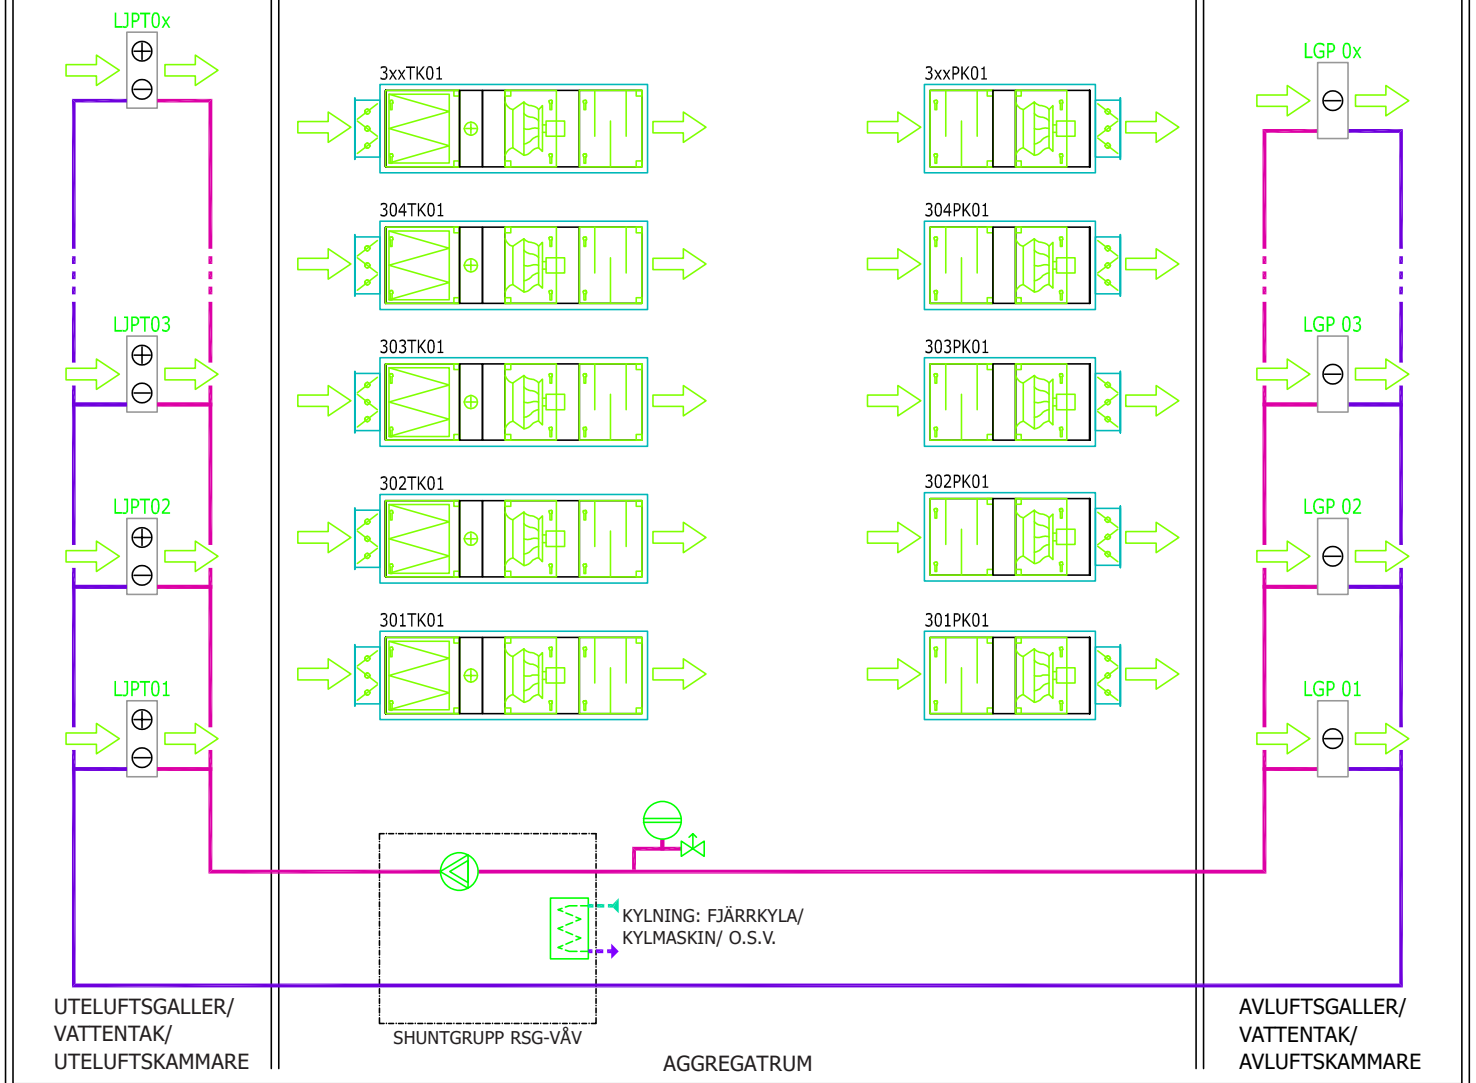 LJPT0x
LGP 0x
3xxTK01
3xxPK01
304TK01
304PK01
LJPT03
LGP 03
303TK01
303PK01
302TK01
302PK01
LJPT02
LGP 02
301TK01
301PK01
LJPT01
LGP 01
KYLNING: FJÄRRKYLA/
KYLMASKIN/ O.S.V.
UTELUFTSGALLER/
VATTENTAK/
UTELUFTSKAMMARE
SHUNTGRUPP RSG-VÅV
AGGREGATRUM
AVLUFTSGALLER/
VATTENTAK/
AVLUFTSKAMMARE